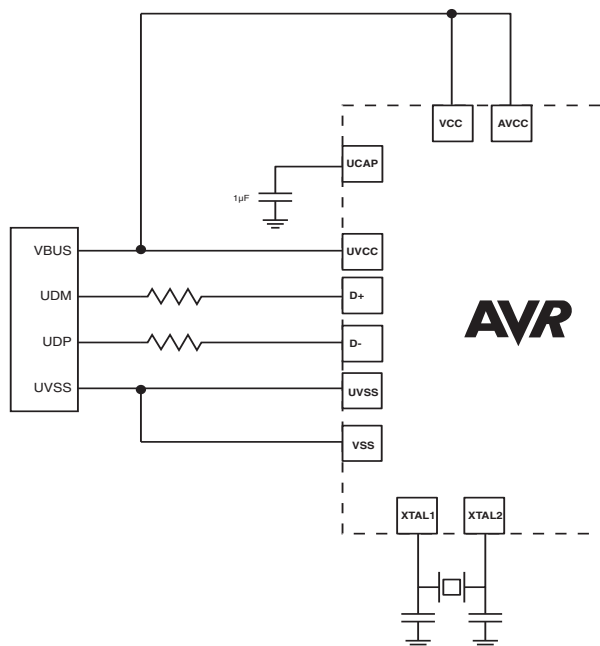 VCC
AVCC
UCAP
1µF
VBUS
UVCC
UDM
D+
AVR
UDP
D-
UVSS
UVSS
VSS
XTAL1
XTAL2